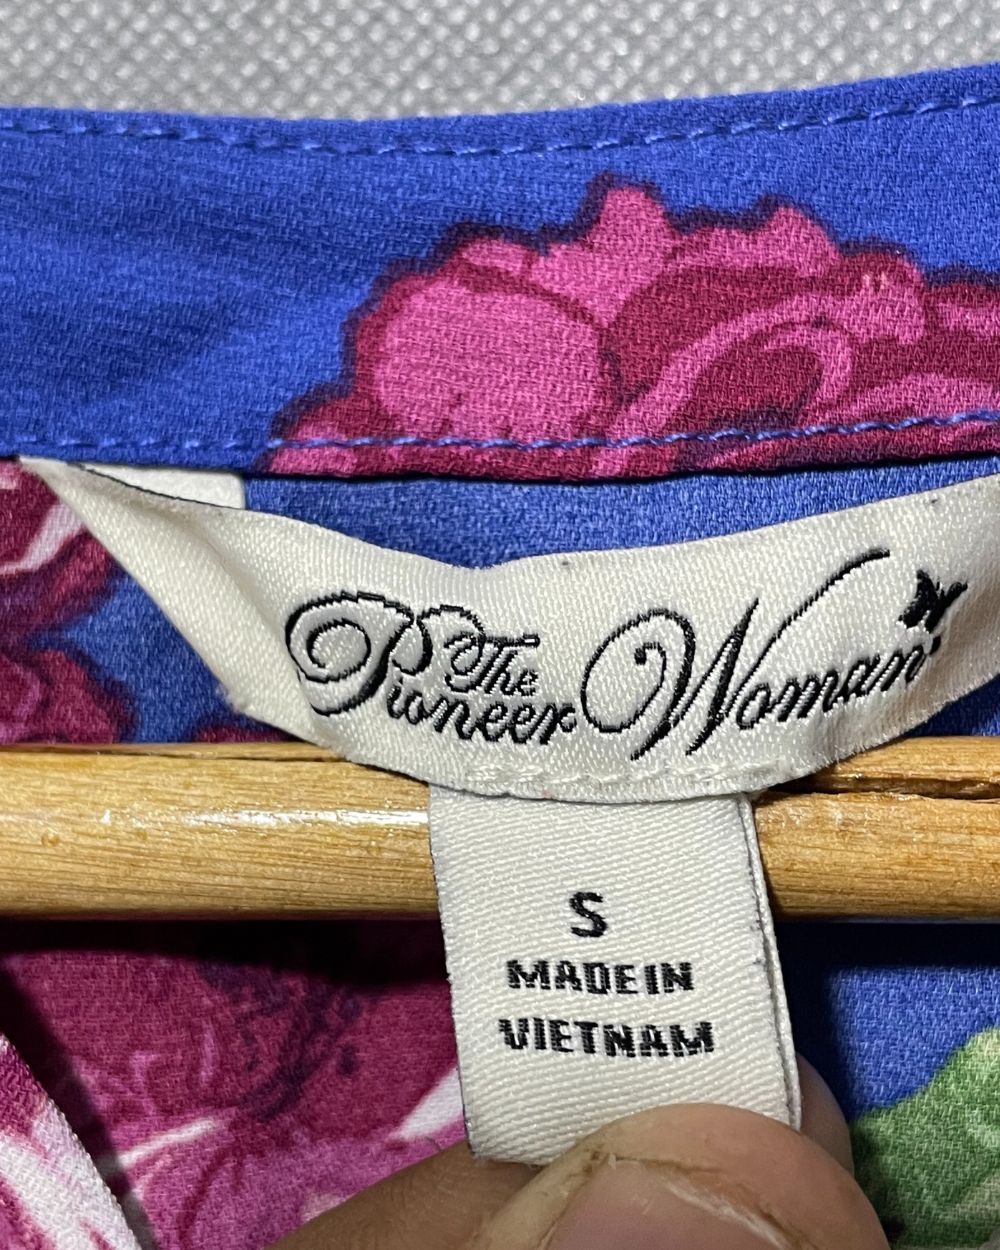 The
Pioneer Woman
S
MADE IN
VIETNAM